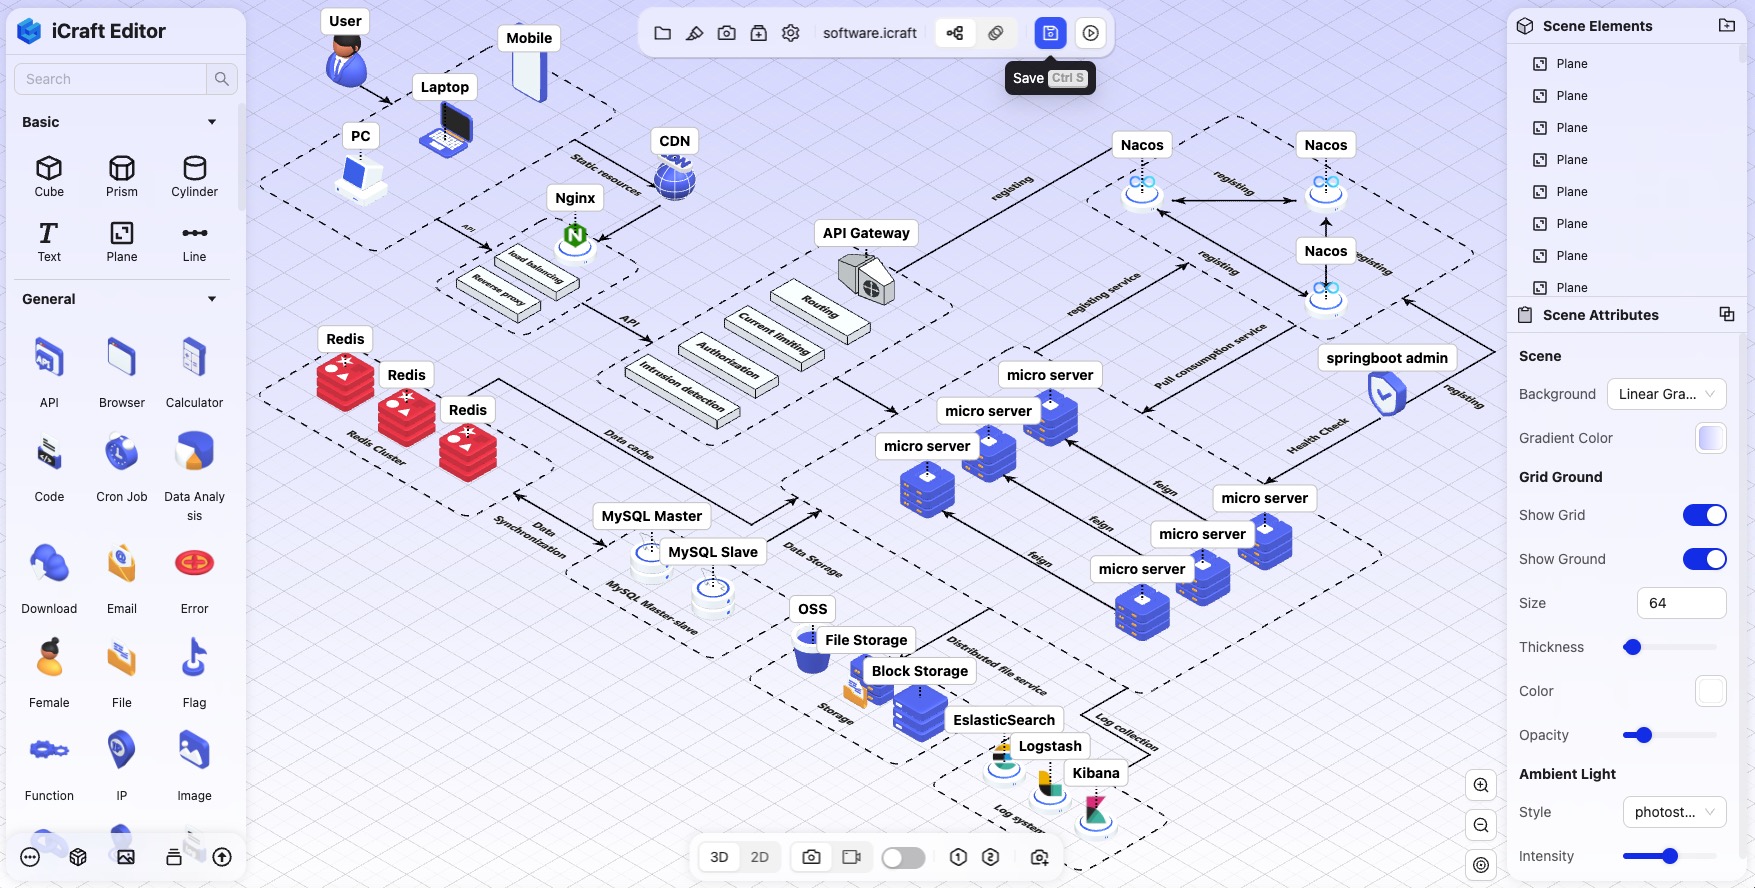 iCraft Editor
Search
Basic
Cube
Prism
Cylinder
Text
Plane
Line
General
API
API
Browser
Calculator
Code
Cron Job
Data Analy
sis
Download
Email
Error
Female
File
Flag
IP
Function
IP
Image
software.icraft
Save Ctrl S
User
Mobile
Laptop
PC
CDN
CDN
Static resources
Nginx
N
API
load balancing
Reverse proxy
API
API Gateway
Routing
Current limiting
Authorization
Intrusion detection
registing
Nacos
Nacos
registing
Nacos
registing
registing
registing service
Pull consumption service
springboot admin
registing
Health Check
Redis
Redis
Redis
Redis Cluster
Data cache
micro server
micro server
micro server
feign
feign
feign
micro server
micro server
micro server
Data
Synchronization
MySQL Master
MySQL Slave
MySQL Master-slave
Data Storage
OSS
File Storage
Block Storage
Storage
Distributed file service
EslasticSearch
Logstash
Kibana
Log system
Log collection
3D
2D
1
2
Scene Elements
Plane
Plane
Plane
Plane
Plane
Plane
Plane
Plane
Scene Attributes
Scene
Background
Linear Gra...
Gradient Color
Grid Ground
Show Grid
Show Ground
Size
64
Thickness
Color
Opacity
Ambient Light
Style
photost...
Intensity